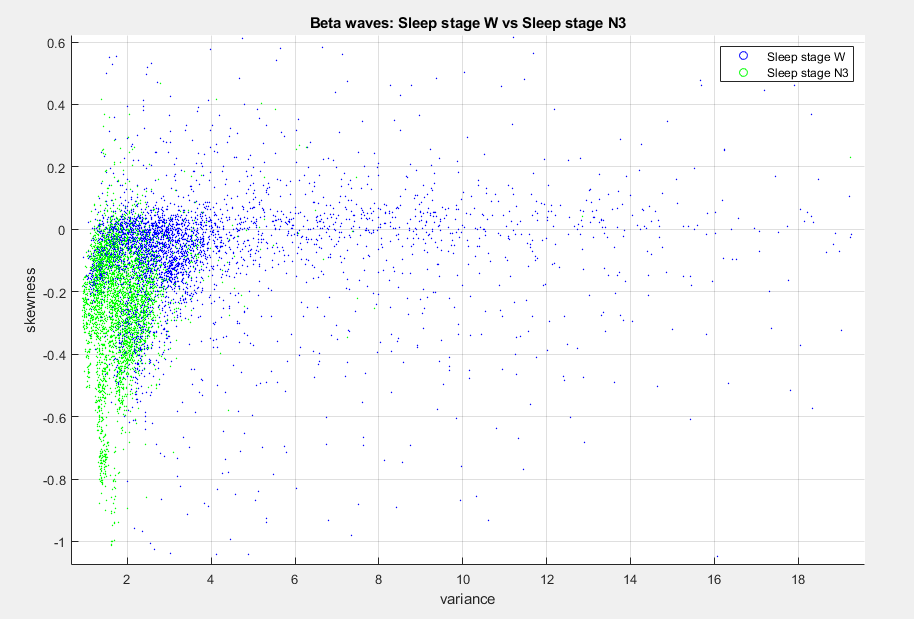 Beta waves: Sleep stage W vs Sleep stage N3
Sleep stage W
Sleep stage N3
0.6
0.4
0.2
0
-0.2
-0.4
-0.6
-0.8
-1
skewness
2 4 6 8 10 12 14 16 18
variance